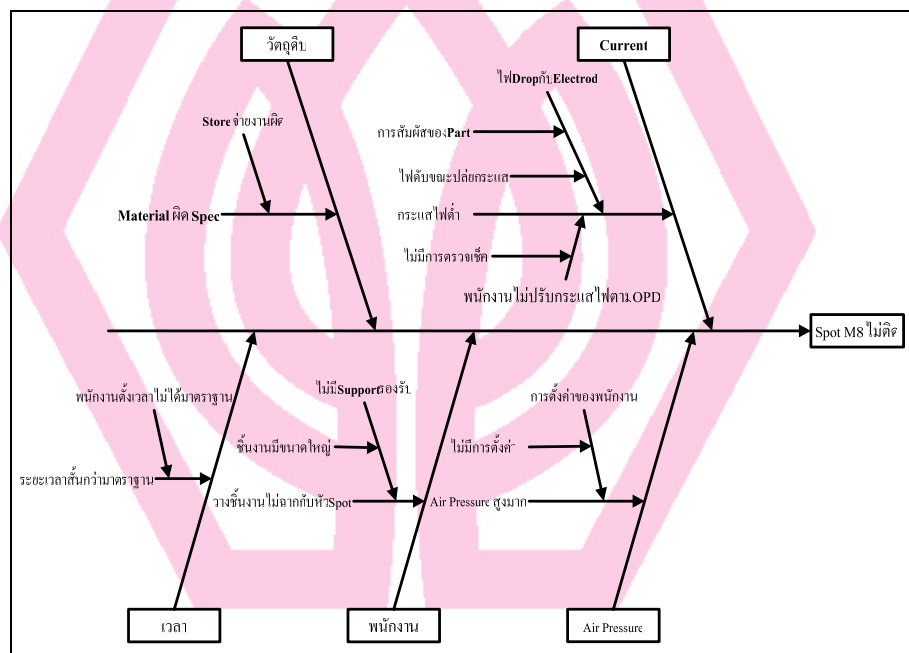 วัตถุดิบ
Current
ไฟDropกับElectrod
Storeจ่ายงานผิด
การสัมผัสของPart
ไฟดับขณะปล่อยกระแส
Material ผิด Spec
กระแสไฟต่ำ
ไม่มีการตรวจเช็ค
พนักงานไม่ปรับกระแสไฟตาม OPD
Spot M8 ไม่ติด
ไม่มีSupportรองรับ
พนักงานตั้งเวลาไม่ได้มาตราฐาน
การตั้งค่าของพนักงาน
ชิ้นงานมีขนาดใหญ่
ไม่มีการตั้งค่า
ระยะเวลาสั้นกว่ามาตราฐาน
วางชิ้นงานไม่ฉากกับหัวSpot
Air Pressure สูงมาก
เวลา
พนักงาน
Air Pressure